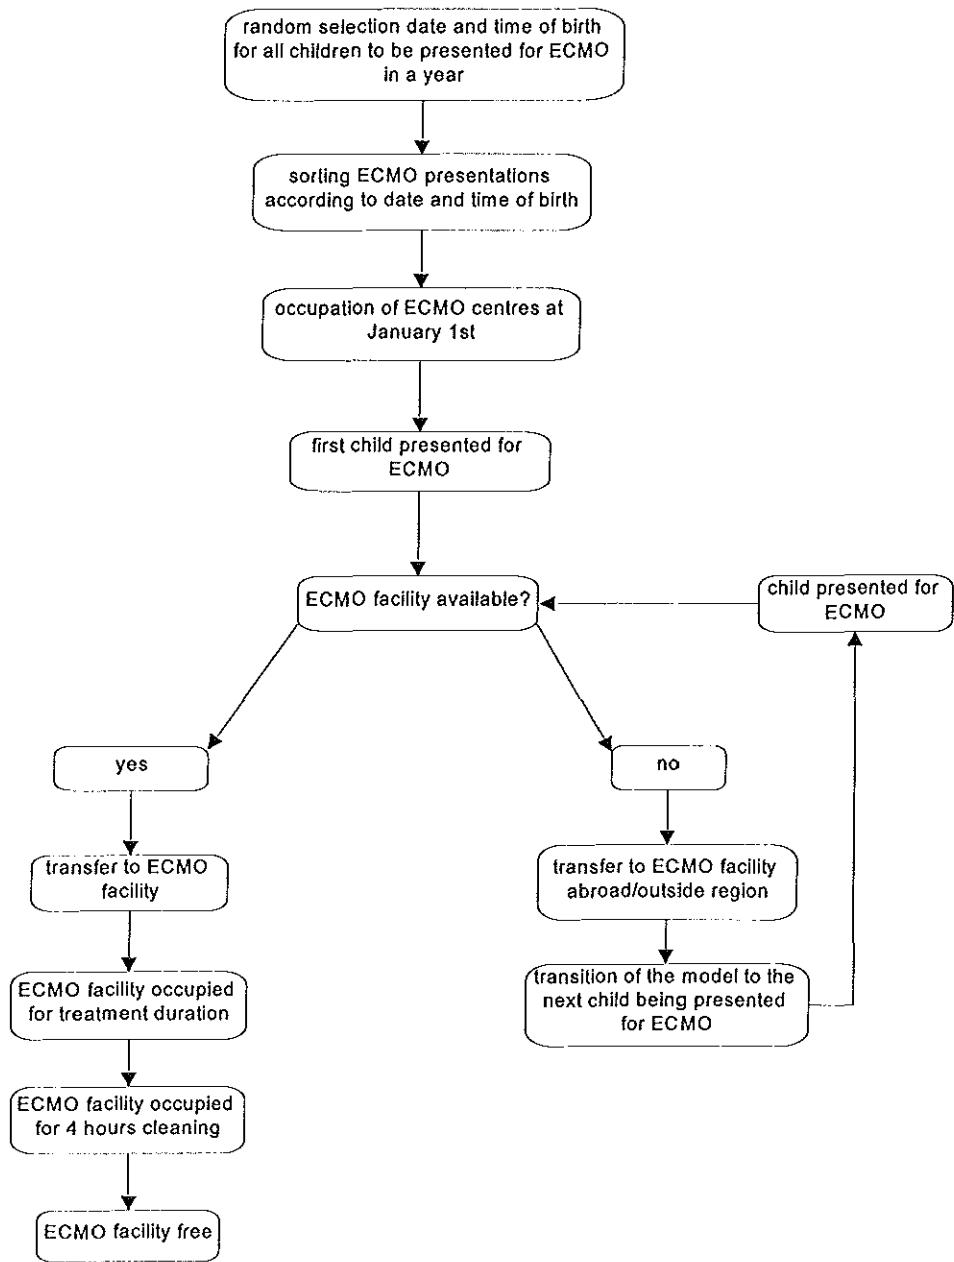 random selection date and time of birth
for all children to be presented for ECMO
in a year
sorting ECMO presentations
according to date and time of birth
occupation of ECMO centres at
January 1st
first child presented for
ECMO
ECMO facility available?
child presented for
ECMO
yes
no
transfer to ECMO
facility
transfer to ECMO facility
abroad/outside region
ECMO facility occupied
for treatment duration
transition of the model to the
next child being presented
for ECMO
ECMO facility occupied
for 4 hours cleaning
ECMO facility free